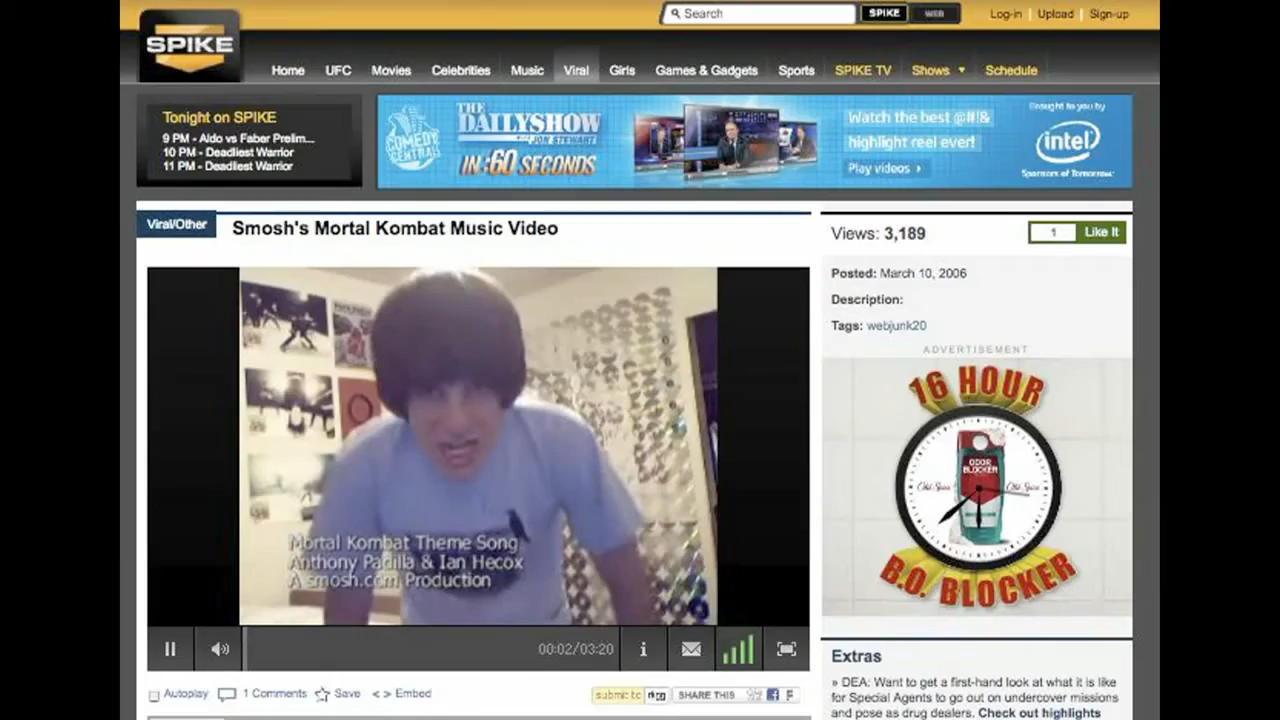 SPIKE
Search
SPIKE
WEB
Log-in | Upload | Sign-up
Home
UFC
Movies
Celebrities
Music
Viral
Girls
Games & Gadgets
Sports
SPIKE TV
Shows
Schedule
Tonight on SPIKE
9 PM - Aldo vs Faber Prelim...
10 PM - Deadliest Warrior
11 PM - Deadliest Warrior
COMEDY CENTRAL
THE DAILY SHOW
WITH JON STEWART
IN :60 SECONDS
Watch the best @#!&
highlight reel ever!
Play videos
Brought to you by
intel
Sponsors of Tomorrow.
Viral/Other
Smosh's Mortal Kombat Music Video
Views: 3,189
1
Like It
Posted: March 10, 2006
Description:
Tags: webjunk20
ADVERTISEMENT
16 HOUR
ODOR BLOCKER
Old Spice
Old Spice
B.O. BLOCKER
Mortal Kombat Theme Song
Anthony Padilla & Ian Hecox
A smosh.com Production
00:02/03:20
Autoplay
1 Comments
Save
<> Embed
submit to digg
SHARE THIS
Extras
» DEA: Want to get a first-hand look at what it is like
for Special Agents to go out on undercover missions
and pose as drug dealers. Check out highlights